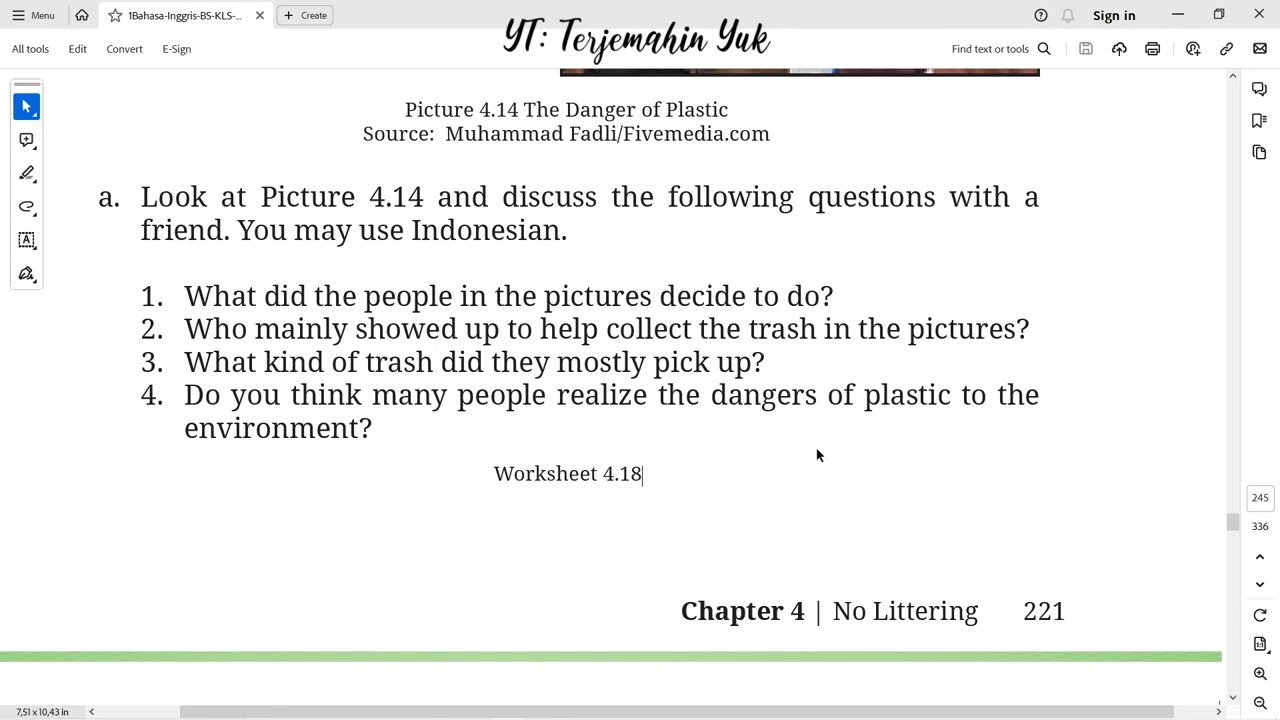 Menu
1Bahasa-Inggris-BS-KLS-...
Create
YT: Terjemahin Yuk
Sign in
All tools Edit Convert E-Sign
Find text or tools
Picture 4.14 The Danger of Plastic
Source: Muhammad Fadli/Fivemedia.com
a. Look at Picture 4.14 and discuss the following questions with a
friend. You may use Indonesian.
1. What did the people in the pictures decide to do?
2. Who mainly showed up to help collect the trash in the pictures?
3. What kind of trash did they mostly pick up?
4. Do you think many people realize the dangers of plastic to the
environment?
Worksheet 4.18
245
336
Chapter 4 | No Littering 221
7,51 x 10,43 in